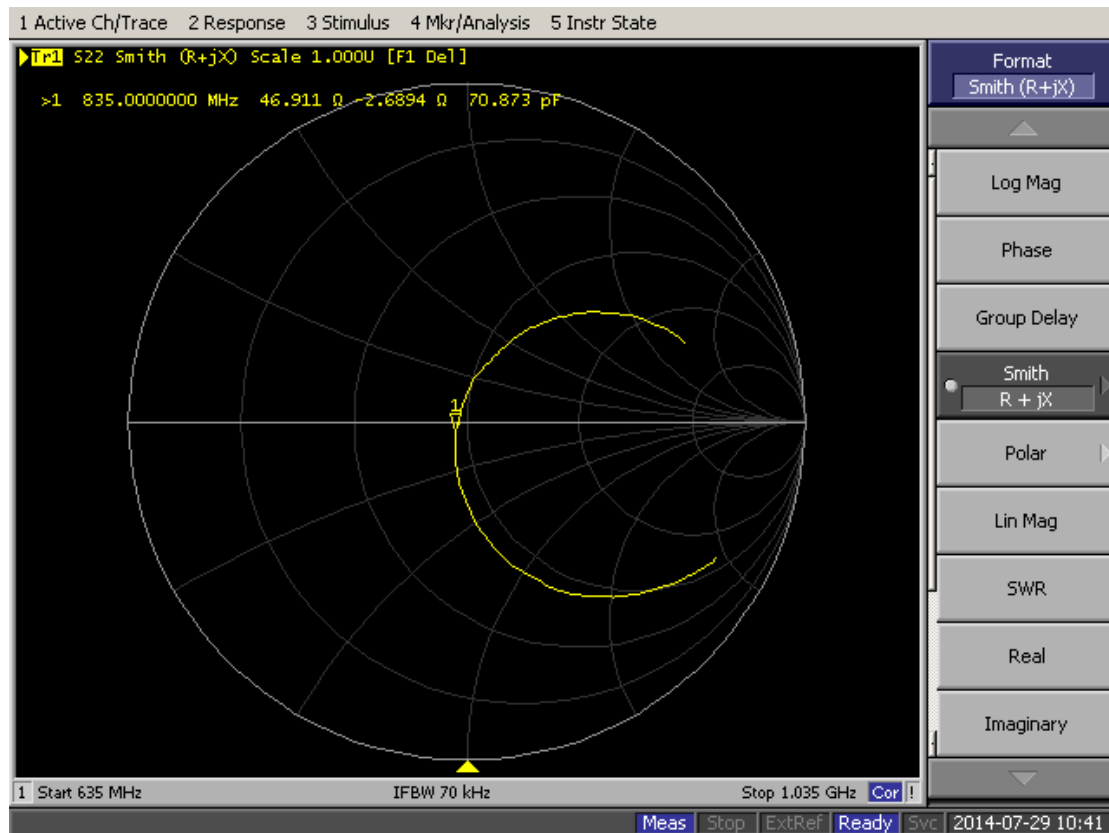 1 Active Ch/Trace 2 Response 3 Stimulus 4 Mkr/Analysis 5 Instr State
Tr1 S22 Smith (R+jX) Scale 1.000U [F1 Del]
>1 835.0000000 MHz 46.911 Ω -2.6894 Ω 70.873 pF
1
Format
Smith (R+jX)
Log Mag
Phase
Group Delay
Smith
R + jX
Polar
Lin Mag
SWR
Real
Imaginary
1 Start 635 MHz IFBW 70 kHz Stop 1.035 GHz Cor !
Meas Stop ExtRef Ready Svc 2014-07-29 10:41